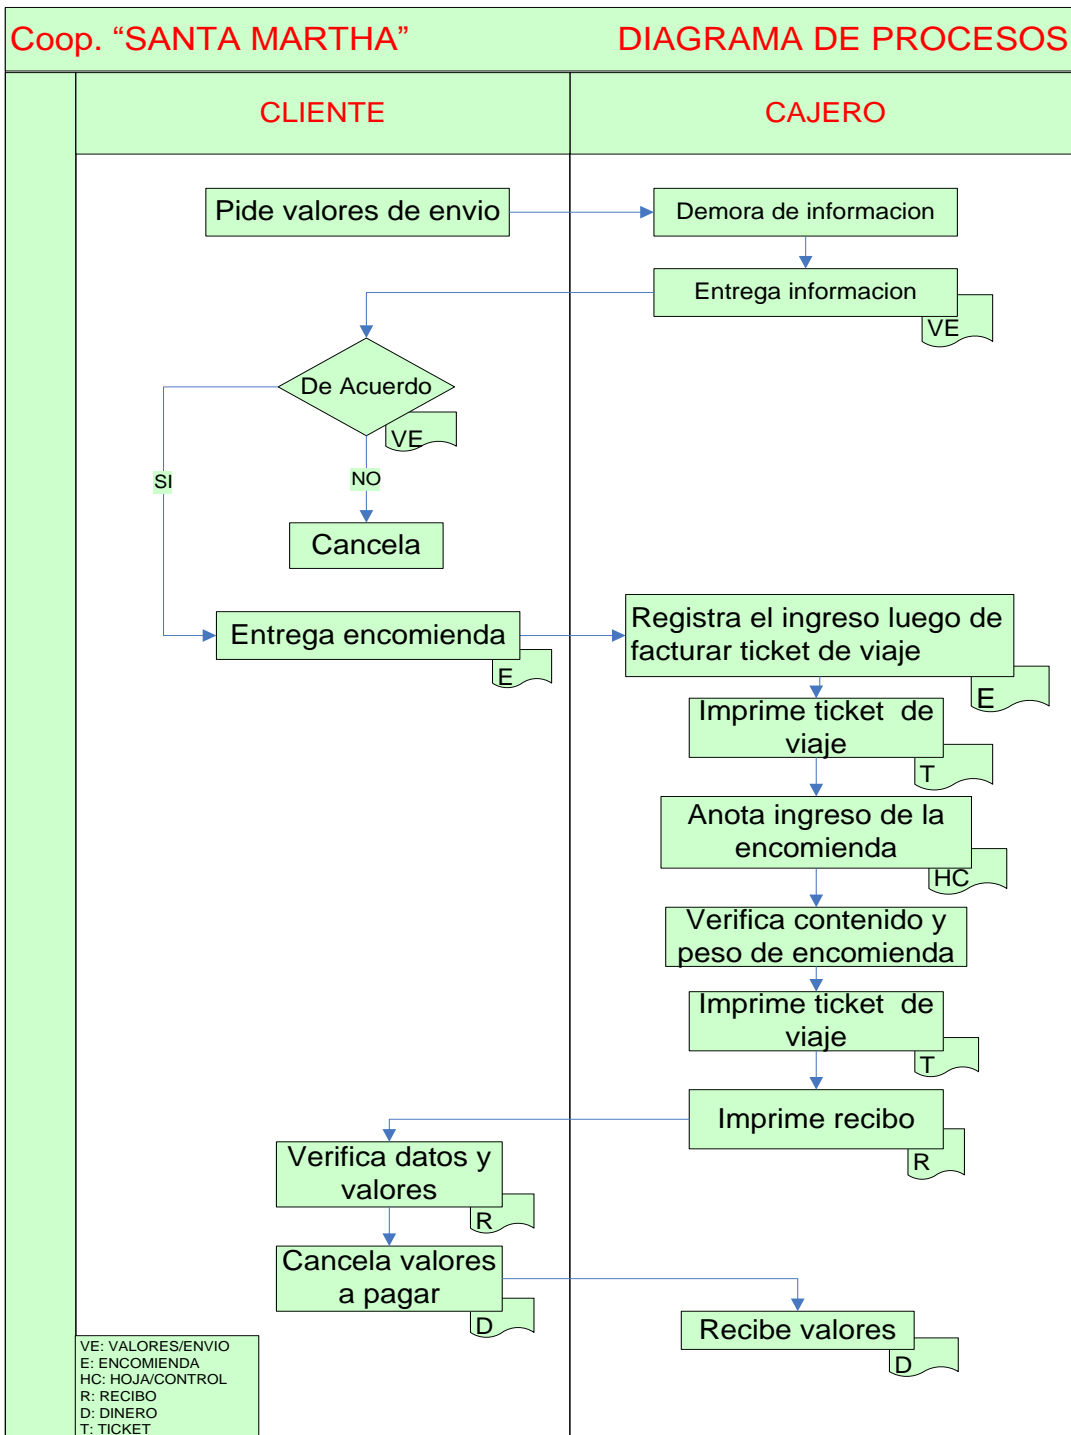 Coop. “SANTA MARTHA” DIAGRAMA DE PROCESOS
CLIENTE CAJERO
Pide valores de envio
Demora de informacion
Entrega informacion
VE
De Acuerdo
VE
SI
NO
Cancela
Entrega encomienda
E
Registra el ingreso luego de
facturar ticket de viaje
E
Imprime ticket de
viaje
T
Anota ingreso de la
encomienda
HC
Verifica contenido y
peso de encomienda
Imprime ticket de
viaje
T
Imprime recibo
R
Verifica datos y
valores
R
Cancela valores
a pagar
D
Recibe valores
D
VE: VALORES/ENVIO
E: ENCOMIENDA
HC: HOJA/CONTROL
R: RECIBO
D: DINERO
T: TICKET